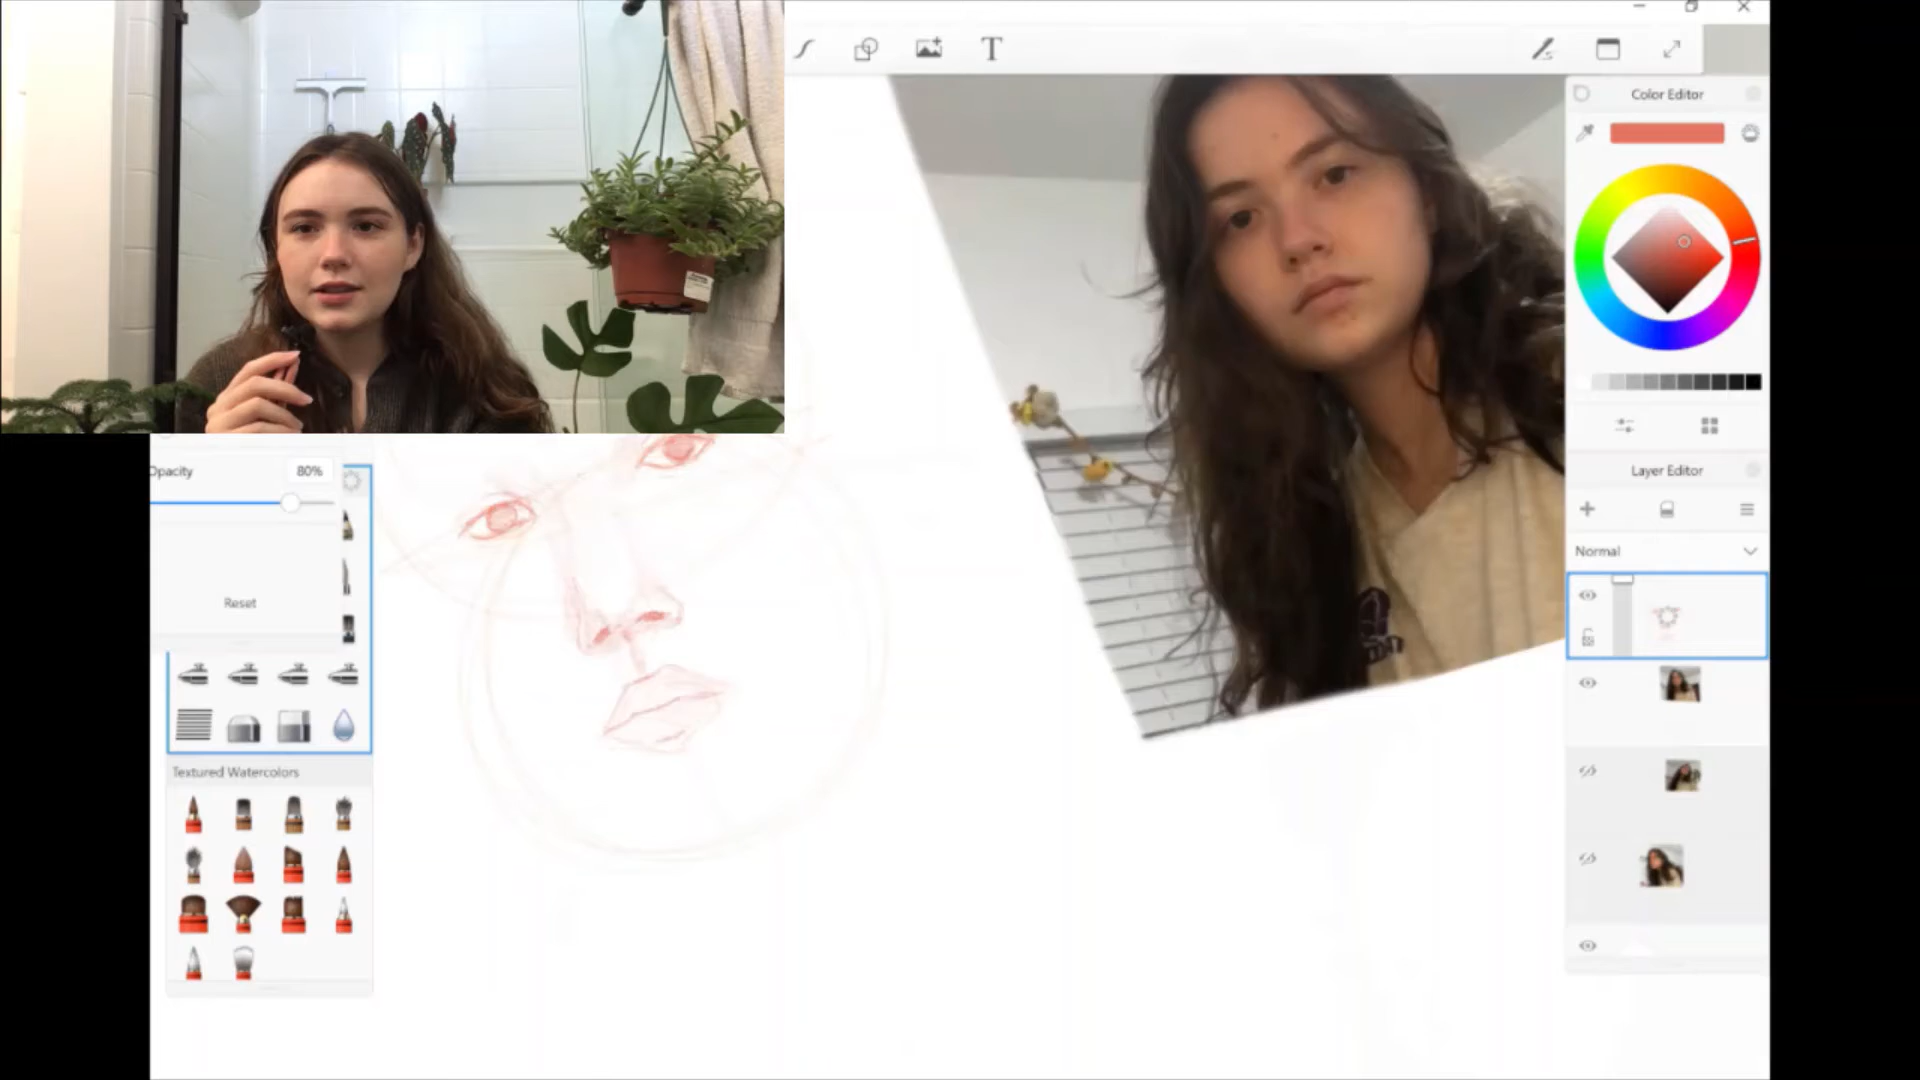 T
Color Editor
Opacity
80%
Reset
Layer Editor
Normal
Textured Watercolors